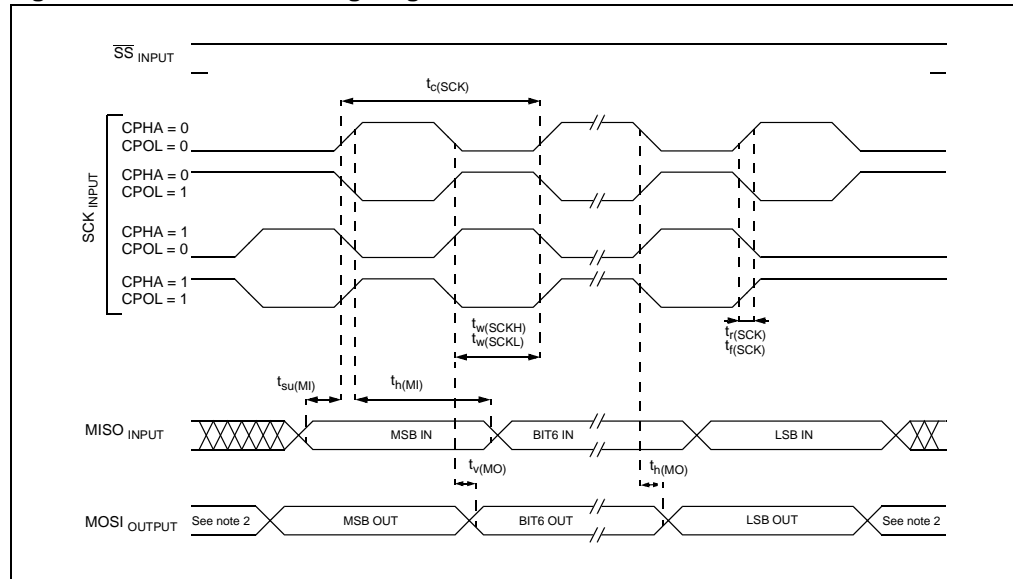 SS INPUT
tc(SCK)
SCK INPUT
CPHA = 0
CPOL = 0
CPHA = 0
CPOL = 1
CPHA = 1
CPOL = 0
CPHA = 1
CPOL = 1
tw(SCKH)
tw(SCKL)
tr(SCK)
tf(SCK)
tsu(MI)
th(MI)
MISO INPUT
MSB IN
BIT6 IN
LSB IN
tv(MO)
th(MO)
MOSI OUTPUT
See note 2
MSB OUT
BIT6 OUT
LSB OUT
See note 2